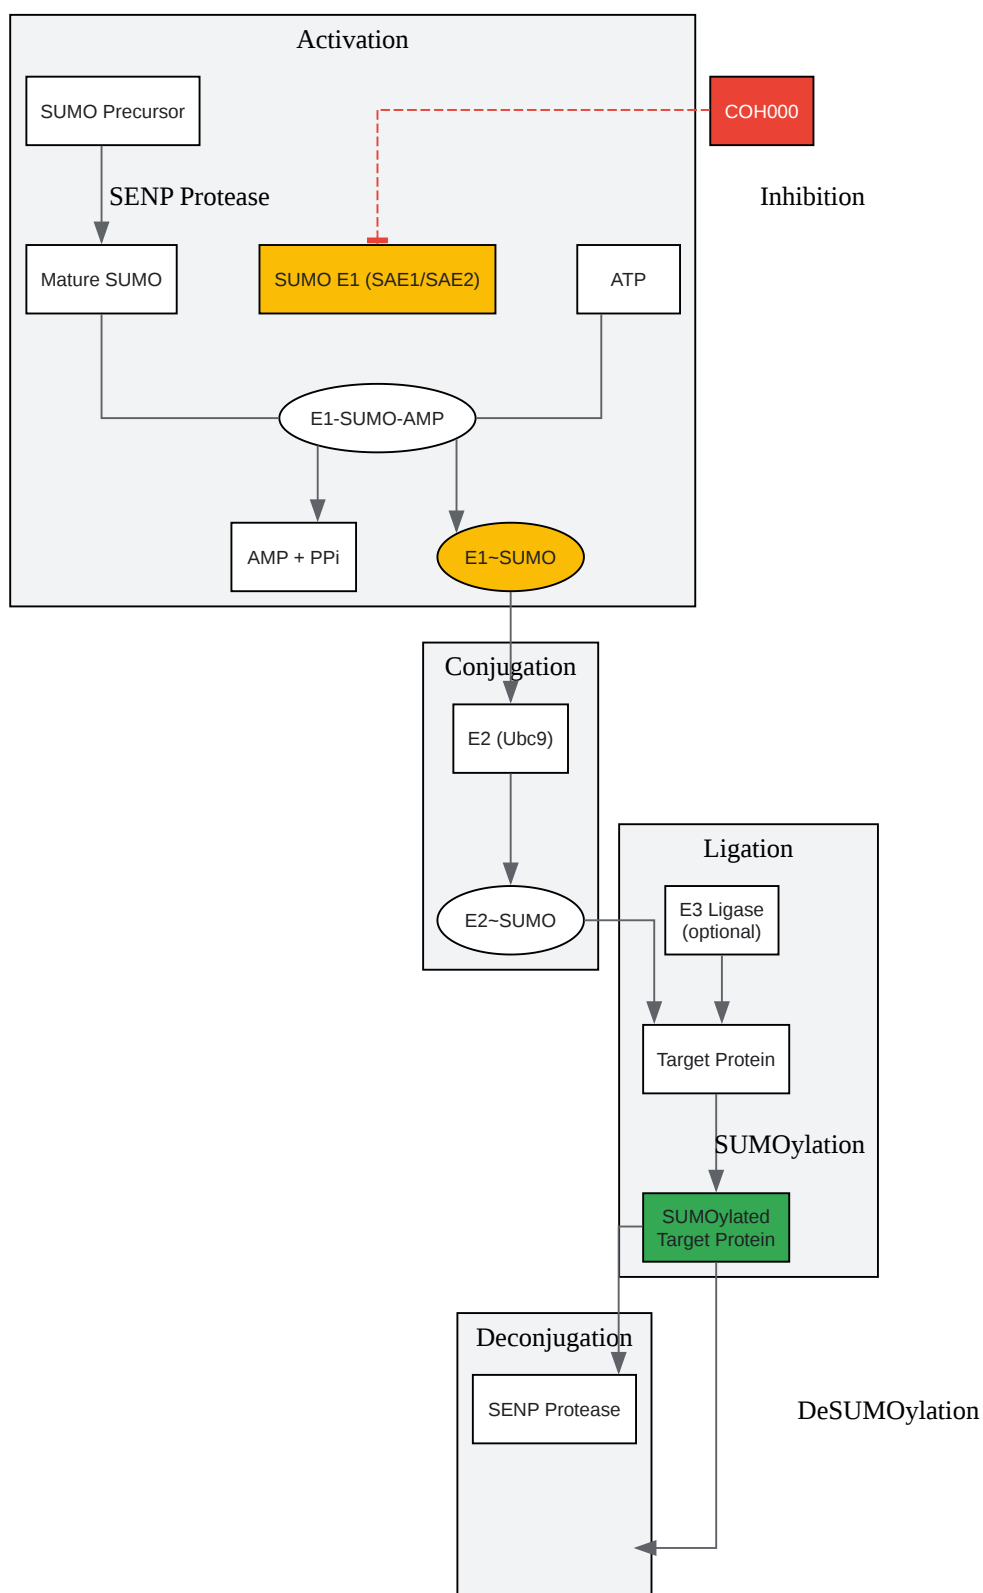 Activation
SUMO Precursor
COH000
SENP Protease
Inhibition
Mature SUMO
SUMO E1 (SAE1/SAE2)
ATP
E1-SUMO-AMP
AMP + PPi
E1~SUMO
Conjugation
E2 (Ubc9)
Ligation
E3 Ligase
(optional)
E2~SUMO
Target Protein
SUMOylation
SUMOylated
Target Protein
Deconjugation
SENP Protease
DeSUMOylation